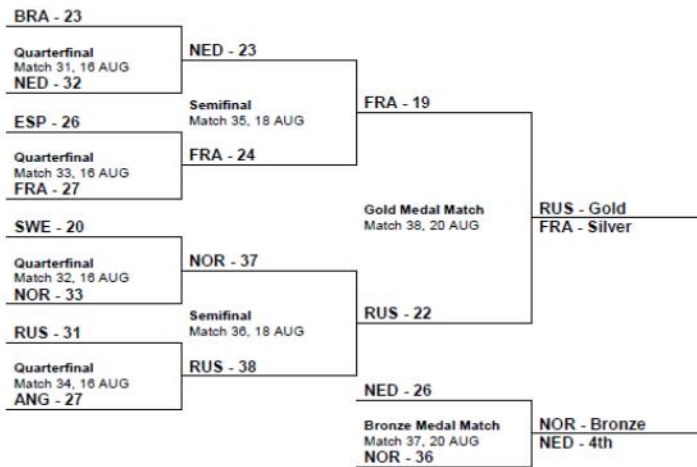 BRA - 23
Quarterfinal
Match 31, 16 AUG
NED - 32
ESP - 26
Quarterfinal
Match 33, 16 AUG
FRA - 27
SWE - 20
Quarterfinal
Match 32, 16 AUG
NOR - 33
RUS - 31
Quarterfinal
Match 34, 16 AUG
ANG - 27
NED - 23
Semifinal
Match 35, 18 AUG
FRA - 24
NOR - 37
Semifinal
Match 36, 18 AUG
RUS - 38
FRA - 19
Gold Medal Match
Match 38, 20 AUG
RUS - 22
NED - 26
Bronze Medal Match
Match 37, 20 AUG
NOR - 36
RUS - Gold
FRA - Silver
NOR - Bronze
NED - 4th